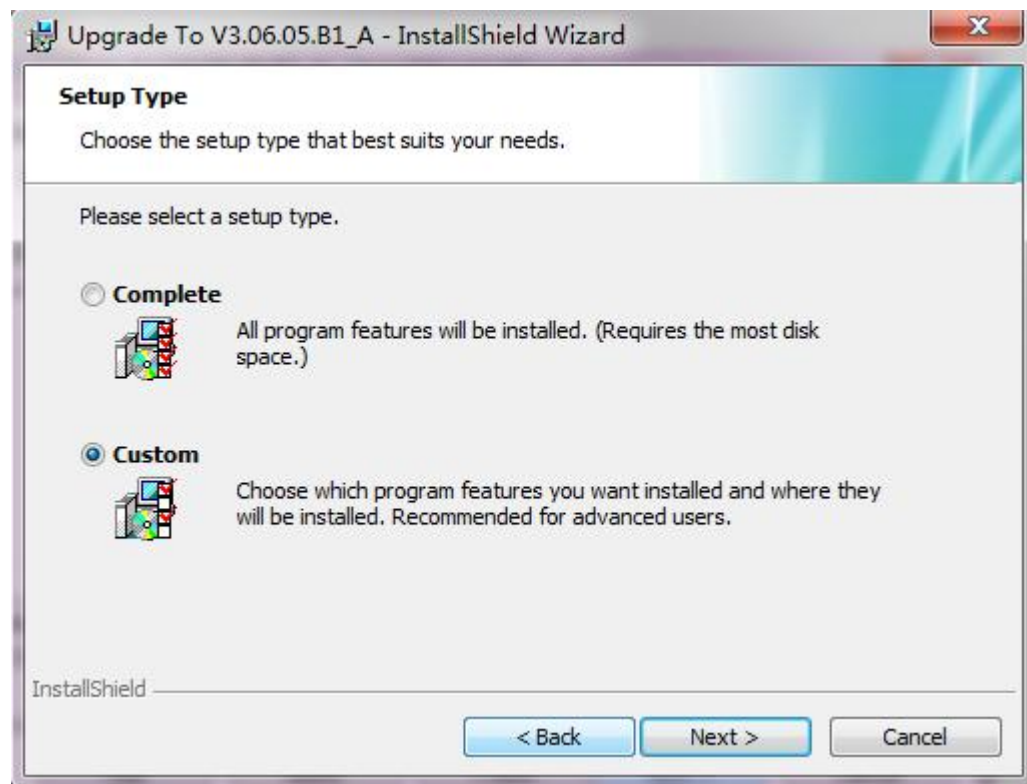 Upgrade To V3.06.05.B1_A - InstallShield Wizard
X
Setup Type
Choose the setup type that best suits your needs.
Please select a setup type.
Complete
All program features will be installed. (Requires the most disk
space.)
Custom
Choose which program features you want installed and where they
will be installed. Recommended for advanced users.
InstallShield
< Back Next > Cancel